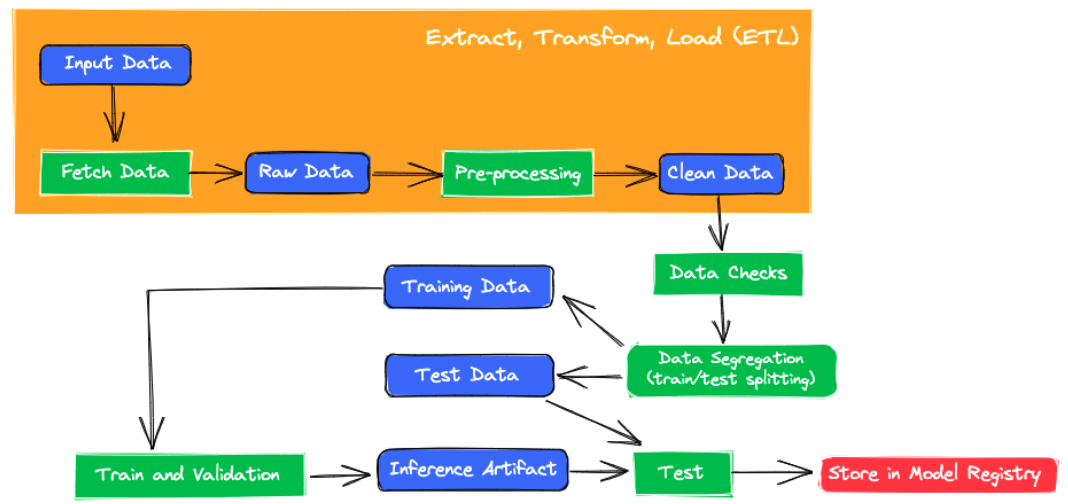 Extract, Transform, Load (ETL)
Input Data
Fetch Data
Raw Data
Pre-processing
Clean Data
Data Checks
Training Data
Data Segregation
(train/test splitting)
Test Data
Train and Validation
Inference Artifact
Test
Store in Model Registry